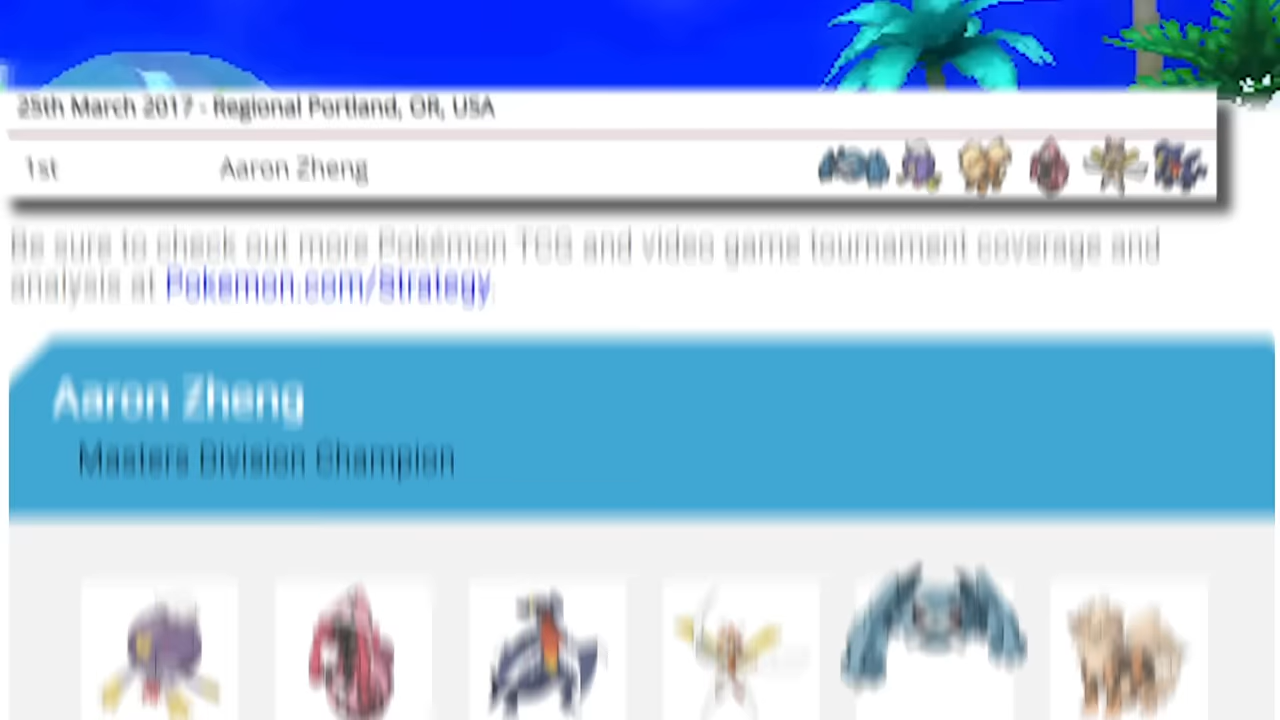 25th March 2017 - Regional Portland, OR, USA
1st Aaron Zheng
Be sure to check out more Pokémon TCG and video game tournament coverage and
analysis at Pokemon.com/Strategy.
Aaron Zheng
Masters Division Champion